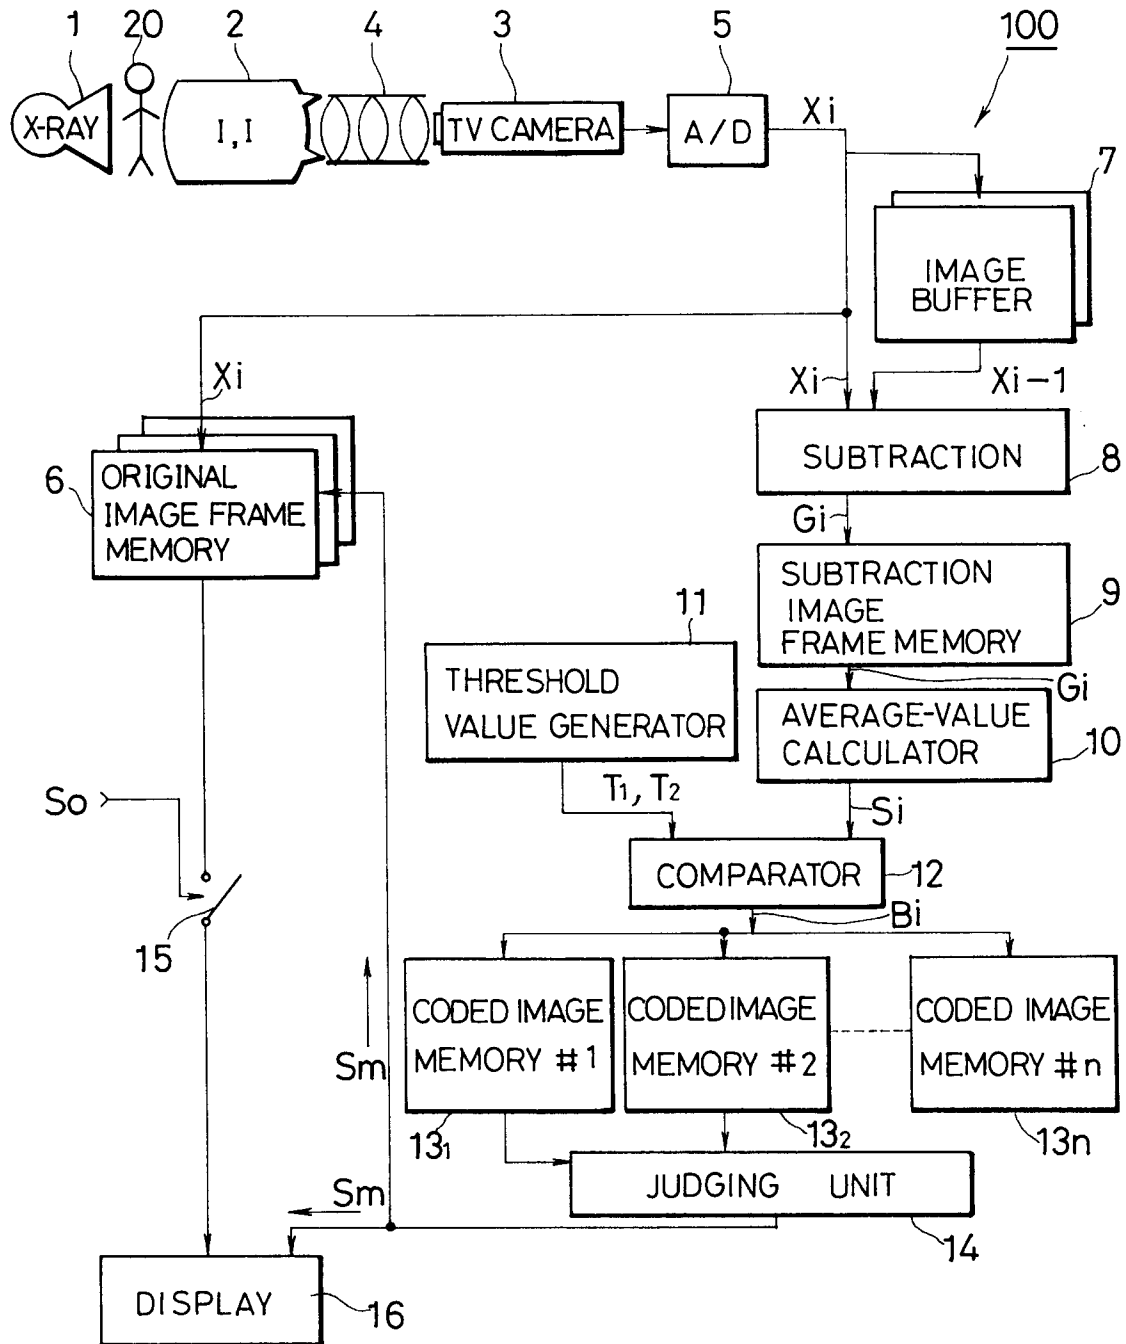 1
20
2
4
3
5
100
X-RAY
I,I
TV CAMERA
A/D
Xi
7
IMAGE
BUFFER
Xi
Xi
Xi-1
6
ORIGINAL
IMAGE FRAME
MEMORY
SUBTRACTION
8
Gi
SUBTRACTION
IMAGE
FRAME MEMORY
9
11
THRESHOLD
VALUE GENERATOR
Gi
AVERAGE-VALUE
CALCULATOR
10
T1, T2
Si
So
COMPARATOR
12
Bi
15
CODED IMAGE
MEMORY #1
CODED IMAGE
MEMORY #2
CODED IMAGE
MEMORY #n
Sm
131
132
13n
JUDGING UNIT
Sm
14
DISPLAY
16